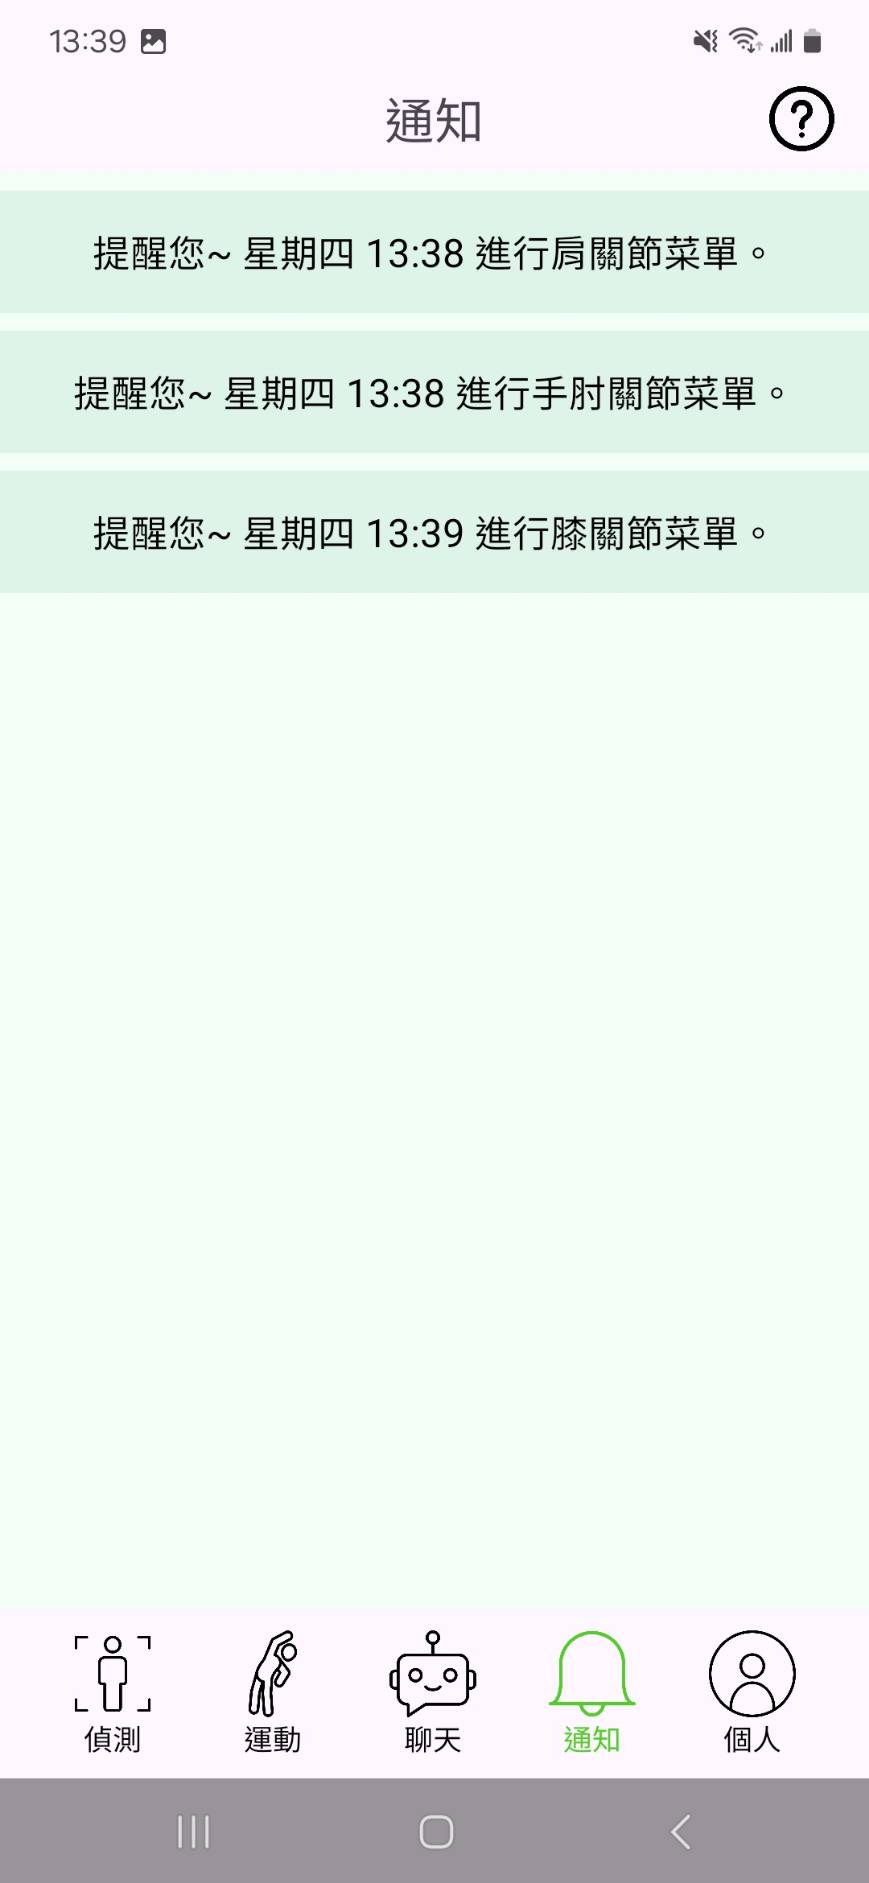 13:39
通知
提醒您~ 星期四 13:38 進行肩關節菜單。
提醒您~ 星期四 13:38 進行手肘關節菜單。
提醒您~ 星期四 13:39 進行膝關節菜單。
偵測 運動 聊天 通知 個人